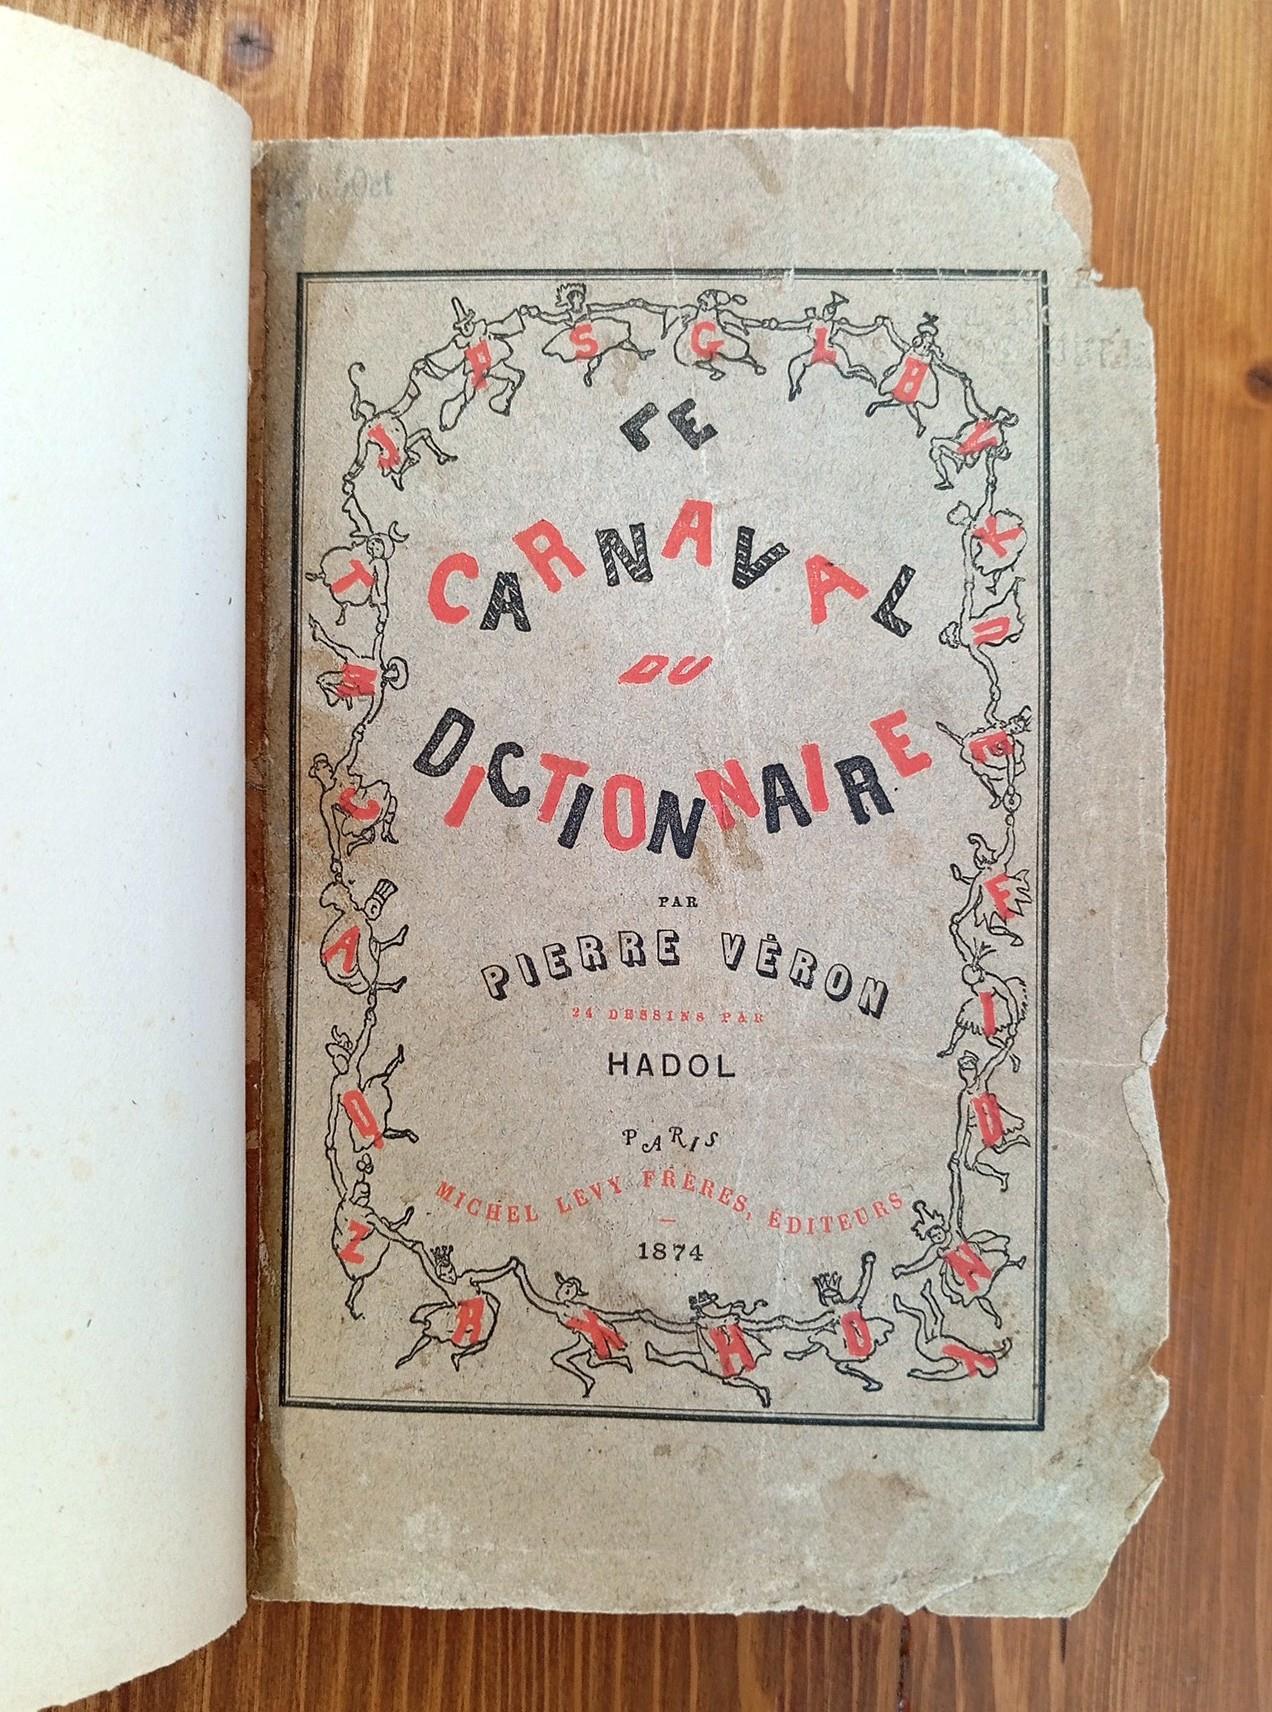 LE
CARNAVAL
DU
DICTIONNAIRE
PAR
PIERRE VÉRON
24 DESSINS PAR
HADOL
PARIS
MICHEL LEVY FRÈRES, ÉDITEURS
—
1874